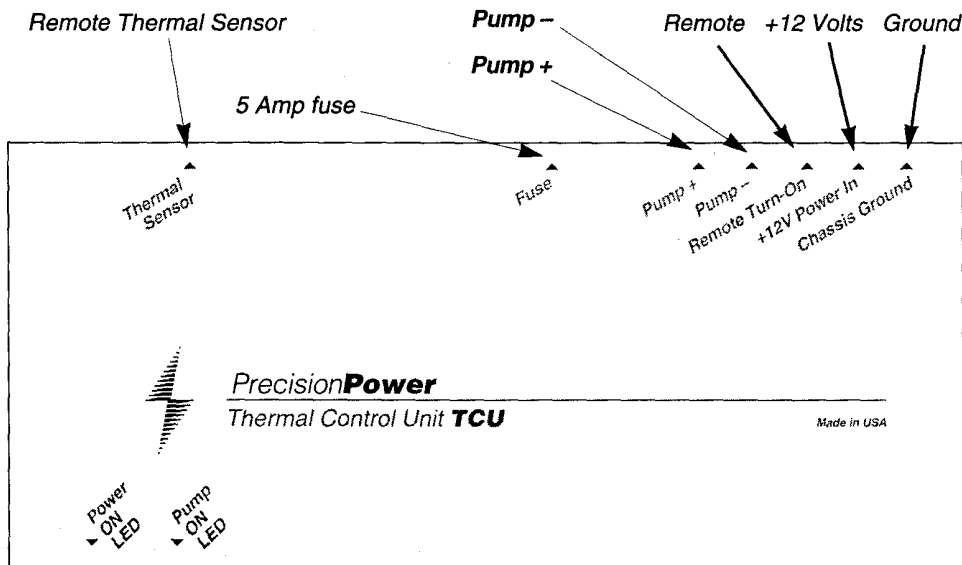 Remote Thermal Sensor
Pump –
Remote +12 Volts Ground
Pump +
5 Amp fuse
Thermal
Sensor
Fuse
Pump +
Pump –
Remote Turn-On
+12V Power In
Chassis Ground
PrecisionPower
Thermal Control Unit TCU
Made in USA
Power
ON
LED
Pump
ON
LED